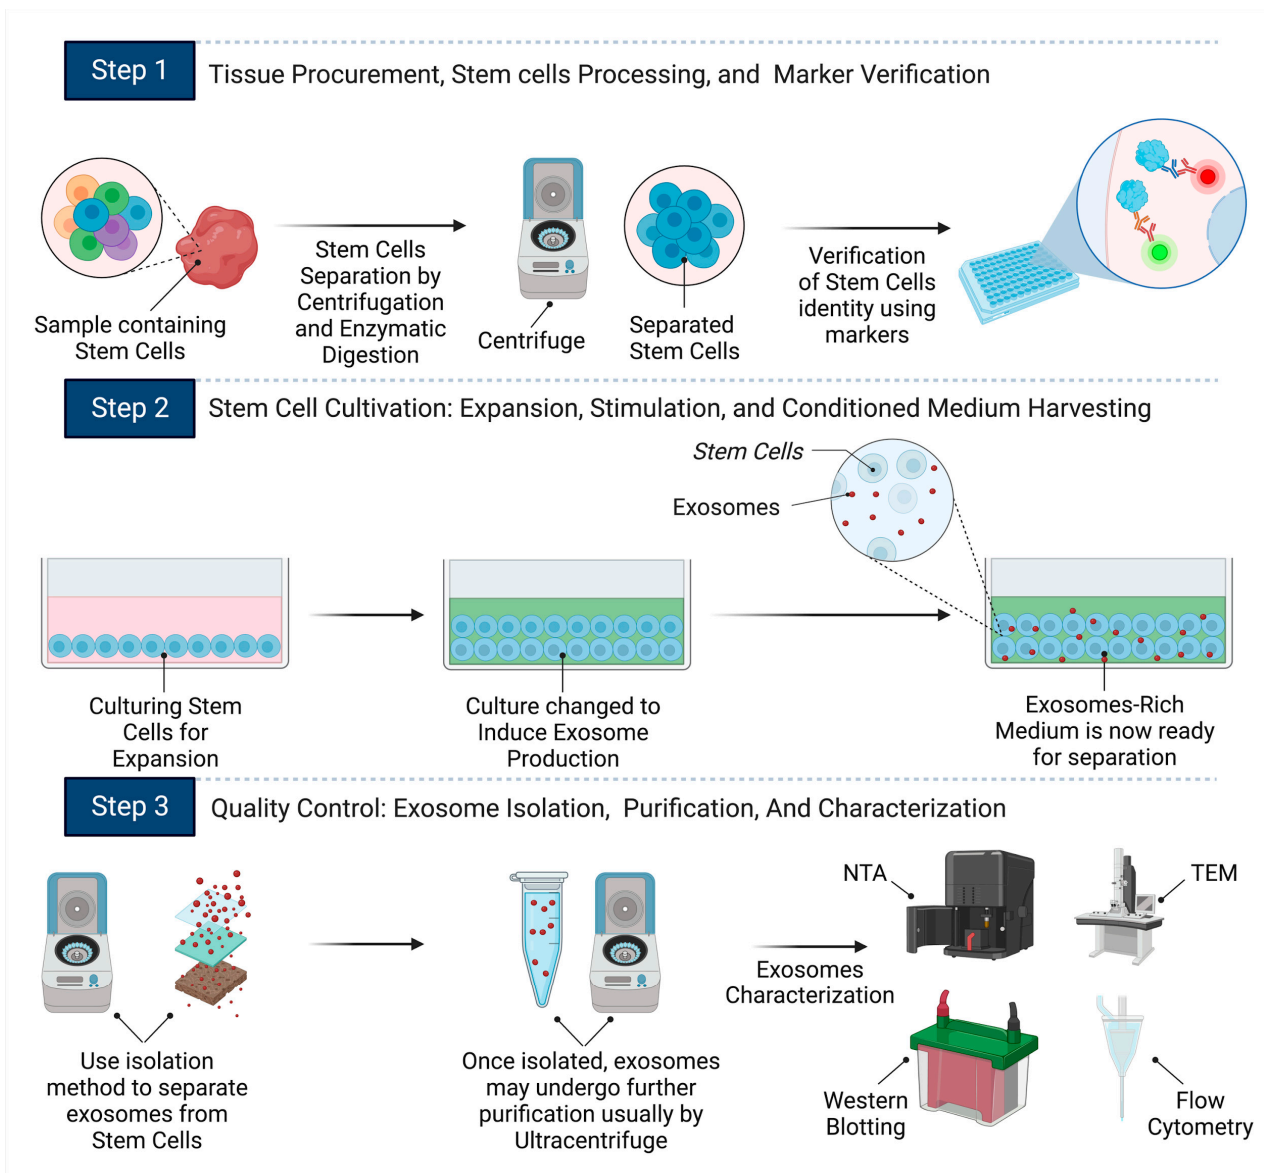 Step 1
Tissue Procurement, Stem cells Processing, and Marker Verification
Sample containing
Stem Cells
Stem Cells
Separation by
Centrifugation
and Enzymatic
Digestion
Centrifuge
Separated
Stem Cells
Verification
of Stem Cells
identity using
markers
Step 2
Stem Cell Cultivation: Expansion, Stimulation, and Conditioned Medium Harvesting
Stem Cells
Exosomes
Culturing Stem
Cells for
Expansion
Culture changed to
Induce Exosome
Production
Exosomes-Rich
Medium is now ready
for separation
Step 3
Quality Control: Exosome Isolation, Purification, And Characterization
Use isolation
method to separate
exosomes from
Stem Cells
Once isolated, exosomes
may undergo further
purification usually by
Ultracentrifuge
Exosomes
Characterization
NTA
TEM
Western
Blotting
Flow
Cytometry